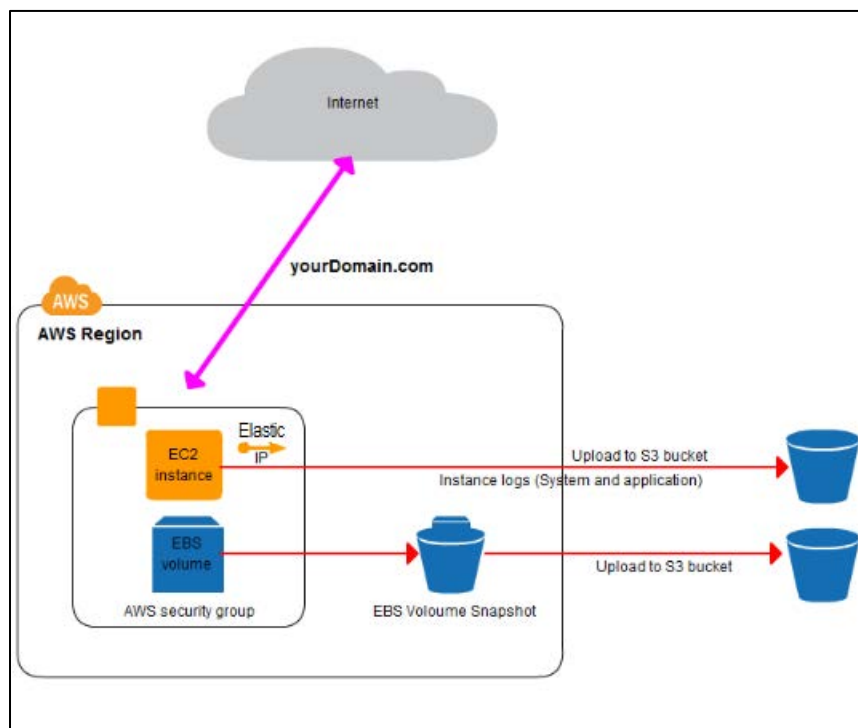 Internet
yourDomain.com
AWS
AWS Region
Elastic
IP
EC2
instance
Upload to S3 bucket
Instance logs (System and application)
EBS
volume
AWS security group
EBS Voloume Snapshot
Upload to S3 bucket